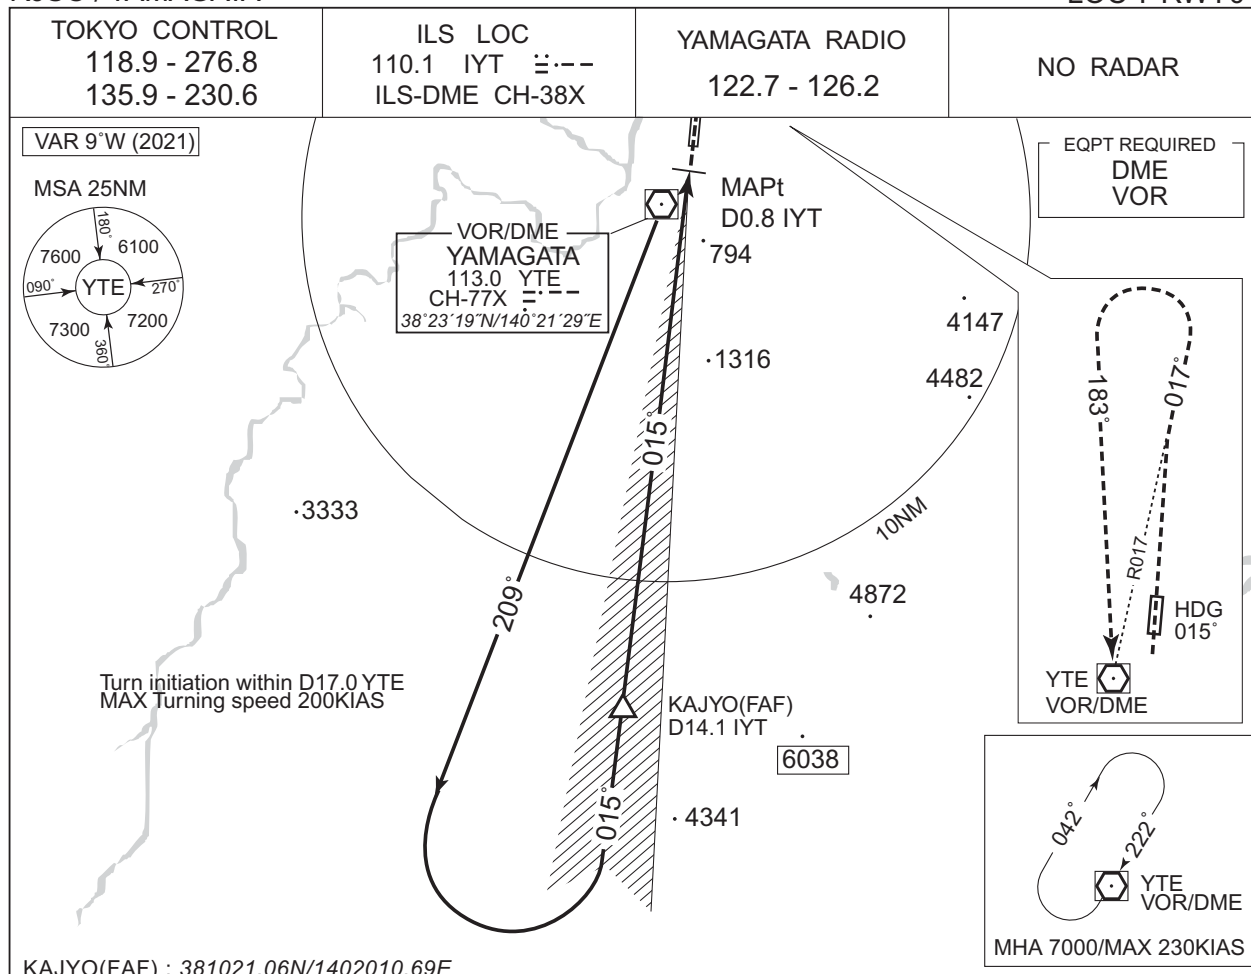 TOKYO CONTROL
118.9 - 276.8
135.9 - 230.6
ILS LOC
110.1 IYT
ILS-DME CH-38X
YAMAGATA RADIO
122.7 - 126.2
NO RADAR
VAR 9°W (2021)
MSA 25NM
180°
7600
6100
090°
YTE
270°
7300
7200
360°
EQPT REQUIRED
DME
VOR
MAPt
D0.8 IYT
VOR/DME
YAMAGATA
113.0 YTE
CH-77X
38°23´19˝N/140°21´29˝E
794
1316
4147
4482
015°
3333
10NM
209°
4872
Turn initiation within D17.0 YTE
MAX Turning speed 200KIAS
KAJYO(FAF)
D14.1 IYT
6038
015°
4341
183°
017°
R017
HDG
015°
YTE
VOR/DME
042°
222°
YTE
VOR/DME
MHA 7000/MAX 230KIAS
KAJYO(FAF) : 381021.06N/1402010.69E